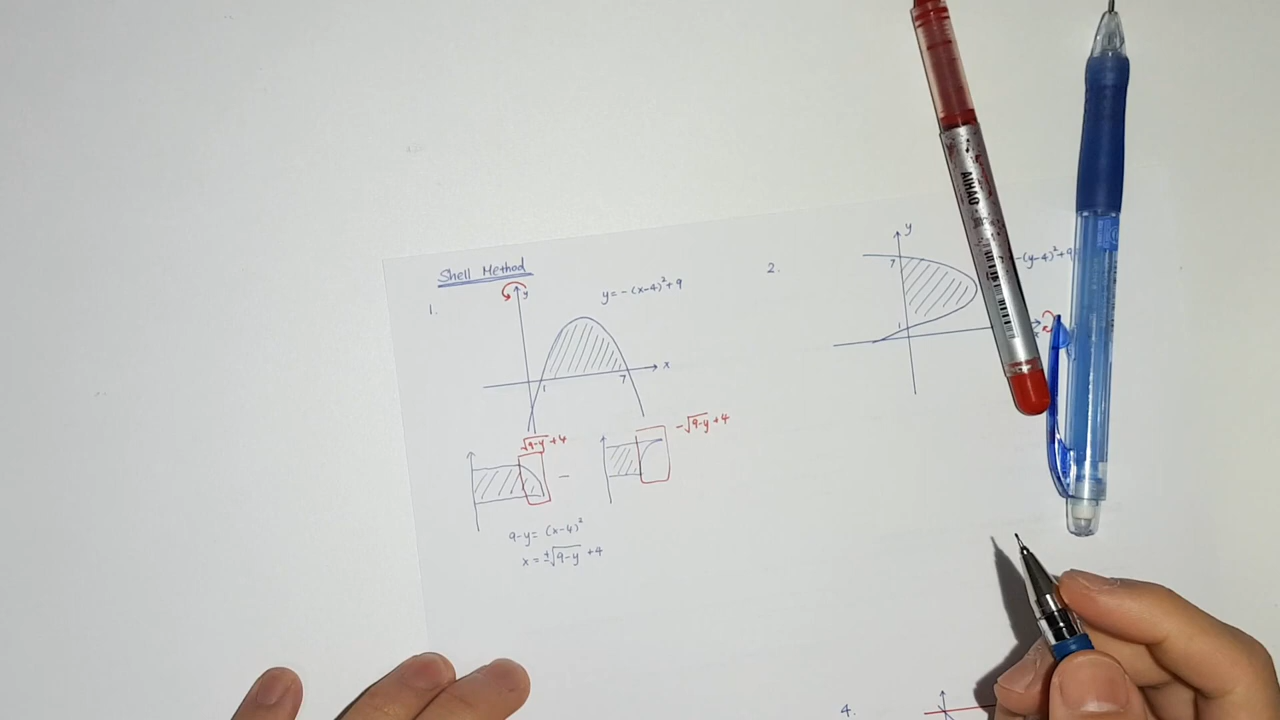 Shell Method
1.
y
y = -(x-4)²+9
x
1
7
√9-y +4
-
-√9-y +4
9-y = (x-4)²
x = ±√9-y +4
2.
y
7
-(y-4)²+9
1
x
4.
AIHAO